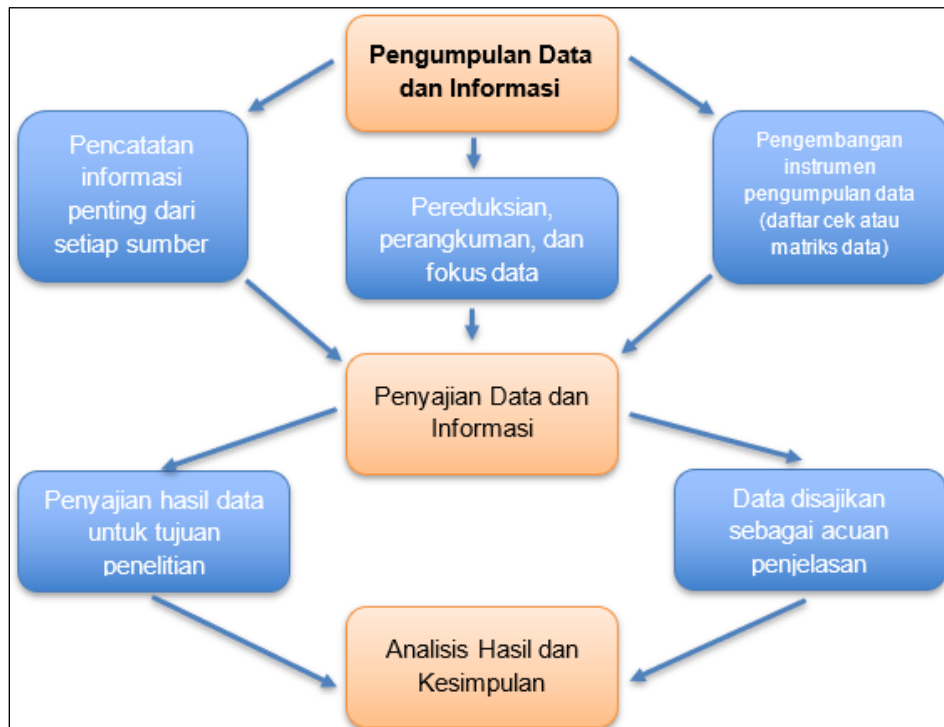 Pengumpulan Data
dan Informasi
Pencatatan
informasi
penting dari
setiap sumber
Pereduksian,
perangkuman, dan
fokus data
Pengembangan
instrumen
pengumpulan data
(daftar cek atau
matriks data)
Penyajian Data dan
Informasi
Penyajian hasil data
untuk tujuan
penelitian
Data disajikan
sebagai acuan
penjelasan
Analisis Hasil dan
Kesimpulan